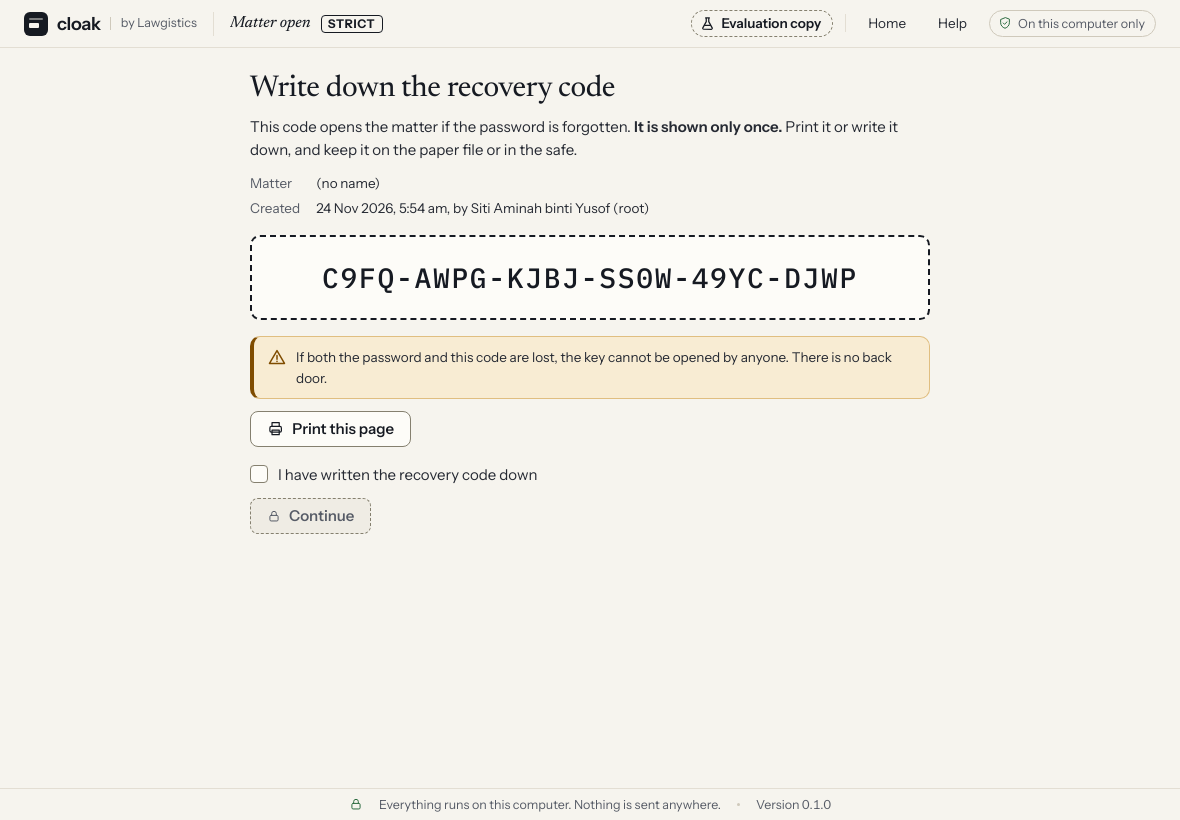 cloak by Lawgistics Matter open STRICT Evaluation copy Home Help On this computer only
Write down the recovery code
This code opens the matter if the password is forgotten. It is shown only once. Print it or write it
down, and keep it on the paper file or in the safe.
Matter (no name)
Created 24 Nov 2026, 5:54 am, by Siti Aminah binti Yusof (root)
C9FQ-AWPG-KJBJ-SS0W-49YC-DJWP
If both the password and this code are lost, the key cannot be opened by anyone. There is no back
door.
Print this page
I have written the recovery code down
Continue
Everything runs on this computer. Nothing is sent anywhere. • Version 0.1.0